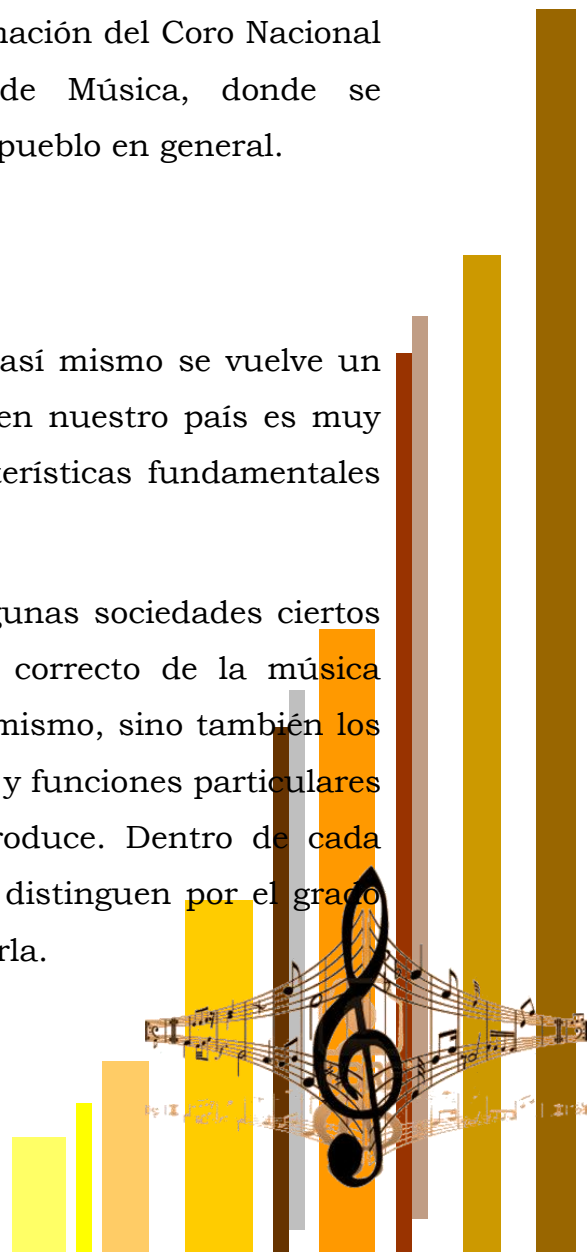 mación del Coro Nacional
de Música, donde se
pueblo en general.
así mismo se vuelve un
en nuestro país es muy
terísticas fundamentales
gunas sociedades ciertos
correcto de la música
mismo, sino también los
y funciones particulares
roduce. Dentro de cada
distinguen por el grado
rla.